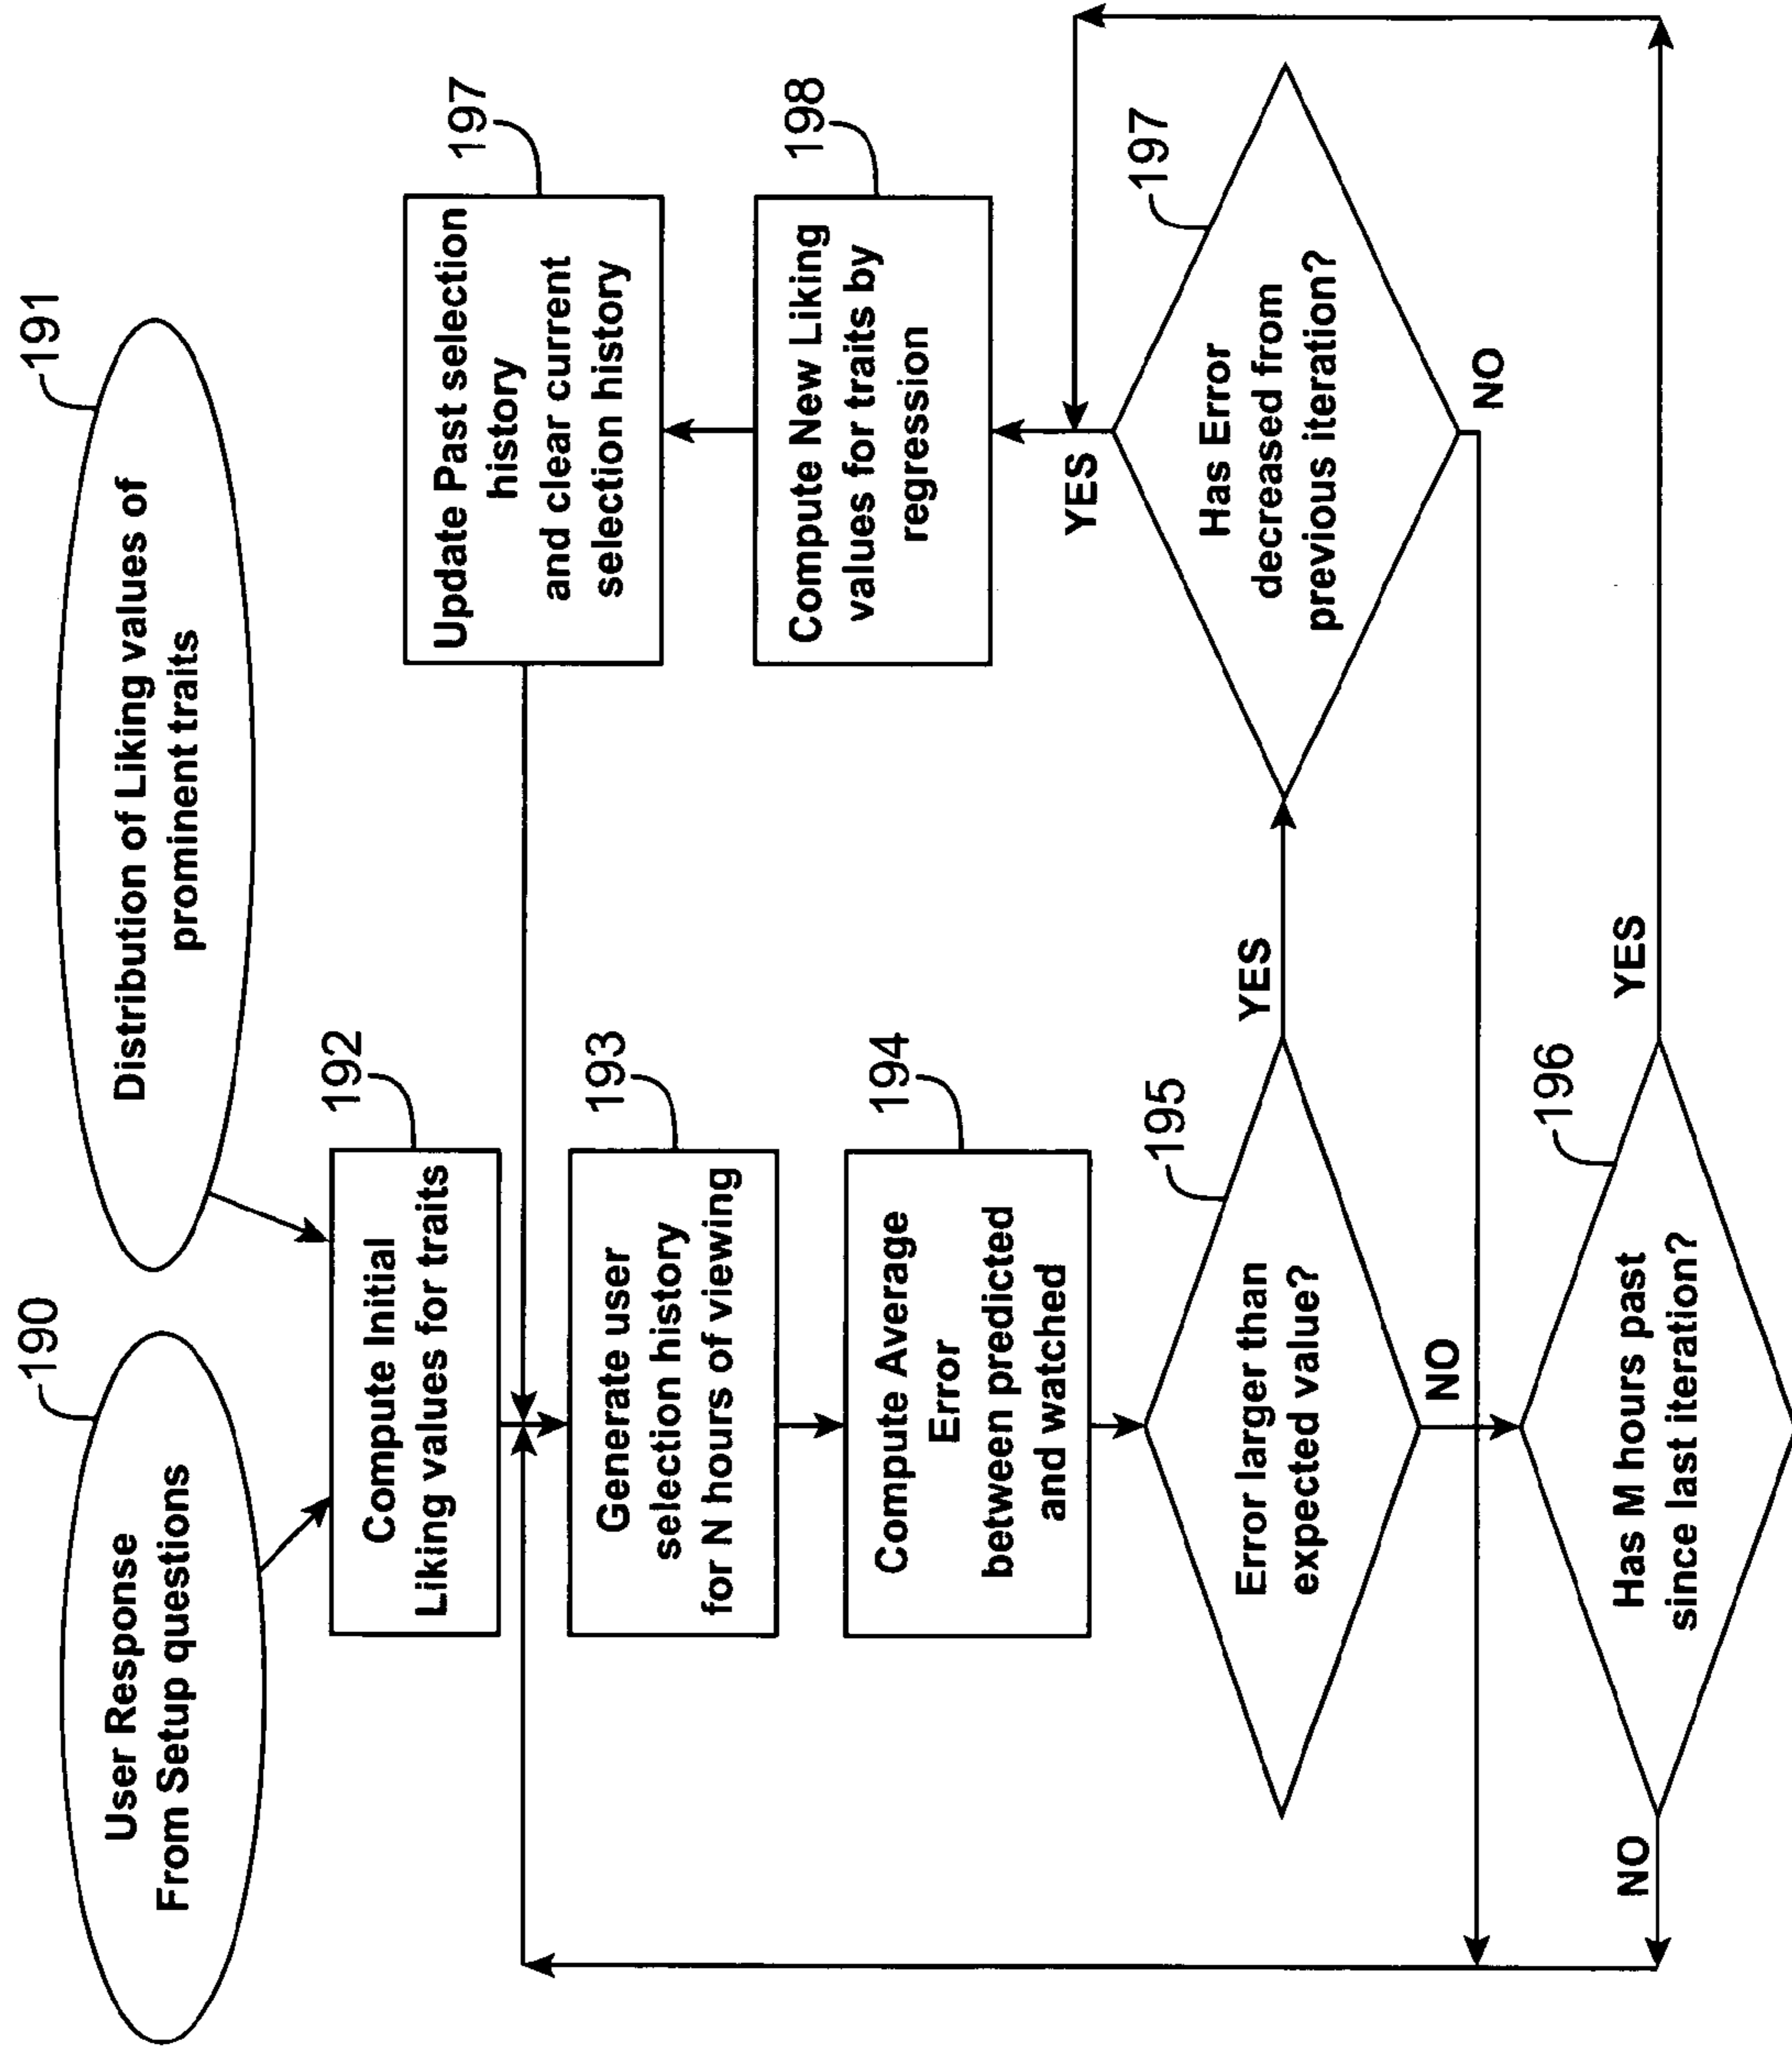 190
User Response
From Setup questions
191
Distribution of Liking values of
prominent traits
192
Compute Initial
Liking values for traits
193
Generate user
selection history
for N hours of viewing
194
Compute Average
Error
between predicted
and watched
195
Error larger than
expected value?
YES
NO
196
Has M hours past
since last iteration?
YES
NO
197
Update Past selection
history
and clear current
selection history
198
Compute New Liking
values for traits by
regression
YES
197
Has Error
decreased from
previous iteration?
NO